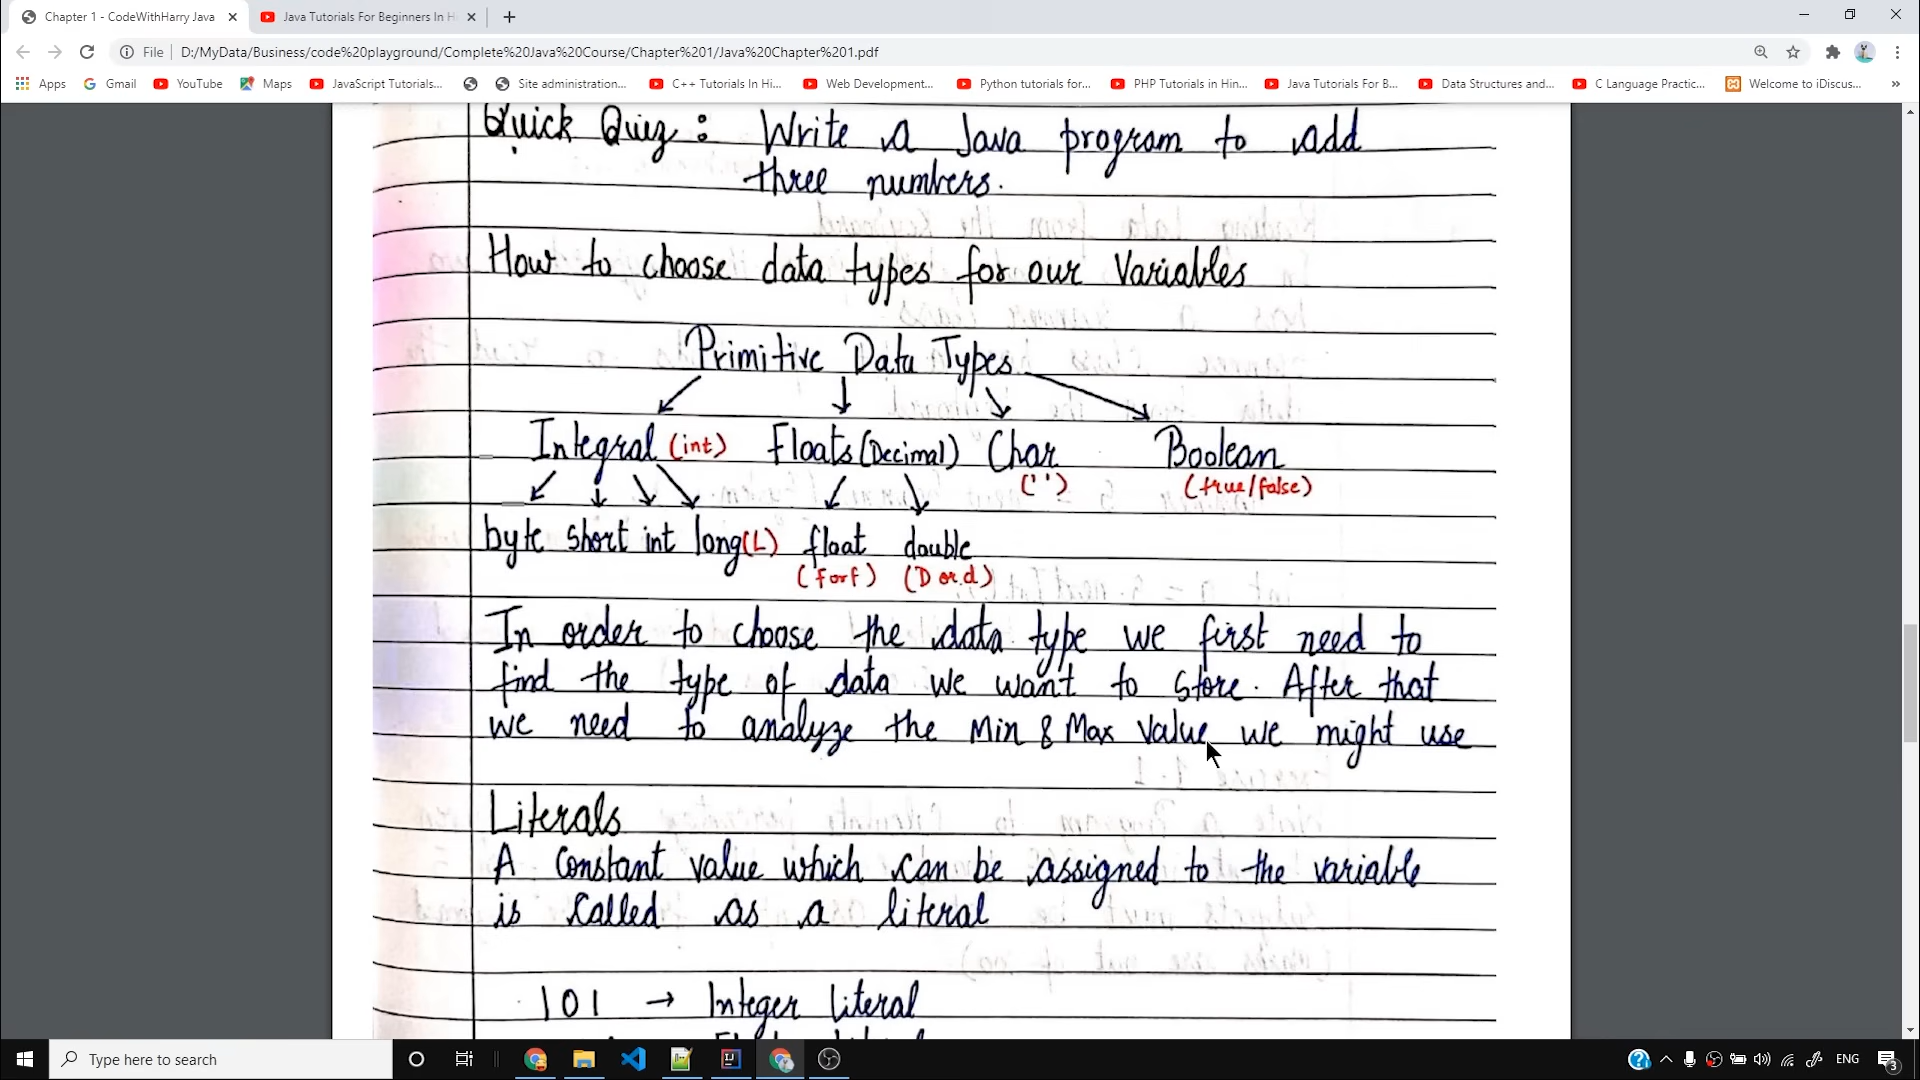 Chapter 1 - CodeWithHarry Java
Java Tutorials For Beginners In H
File D:/MyData/Business/code%20playground/Complete%20Java%20Course/Chapter%201/Java%20Chapter%201.pdf
Apps Gmail YouTube Maps JavaScript Tutorials... Site administration... C++ Tutorials In Hi... Web Development... Python tutorials for... PHP Tutorials in Hin... Java Tutorials For B... Data Structures and... C Language Practic... Welcome to iDiscus... »
Quick Quiz : Write a Java program to add
three numbers.
How to choose data types for our Variables
Primitive Data Types
Integral (int) Floats (Decimal) Char Boolean
(' ') (true/false)
byte short int long(L) float double
(F or f) (D or d)
In order to choose the data type we first need to
find the type of data we want to store. After that
we need to analyze the Min & Max Value we might use
Literals
A Constant value which can be assigned to the variable
is called as a literal
101 → Integer literal
Type here to search
ENG
3